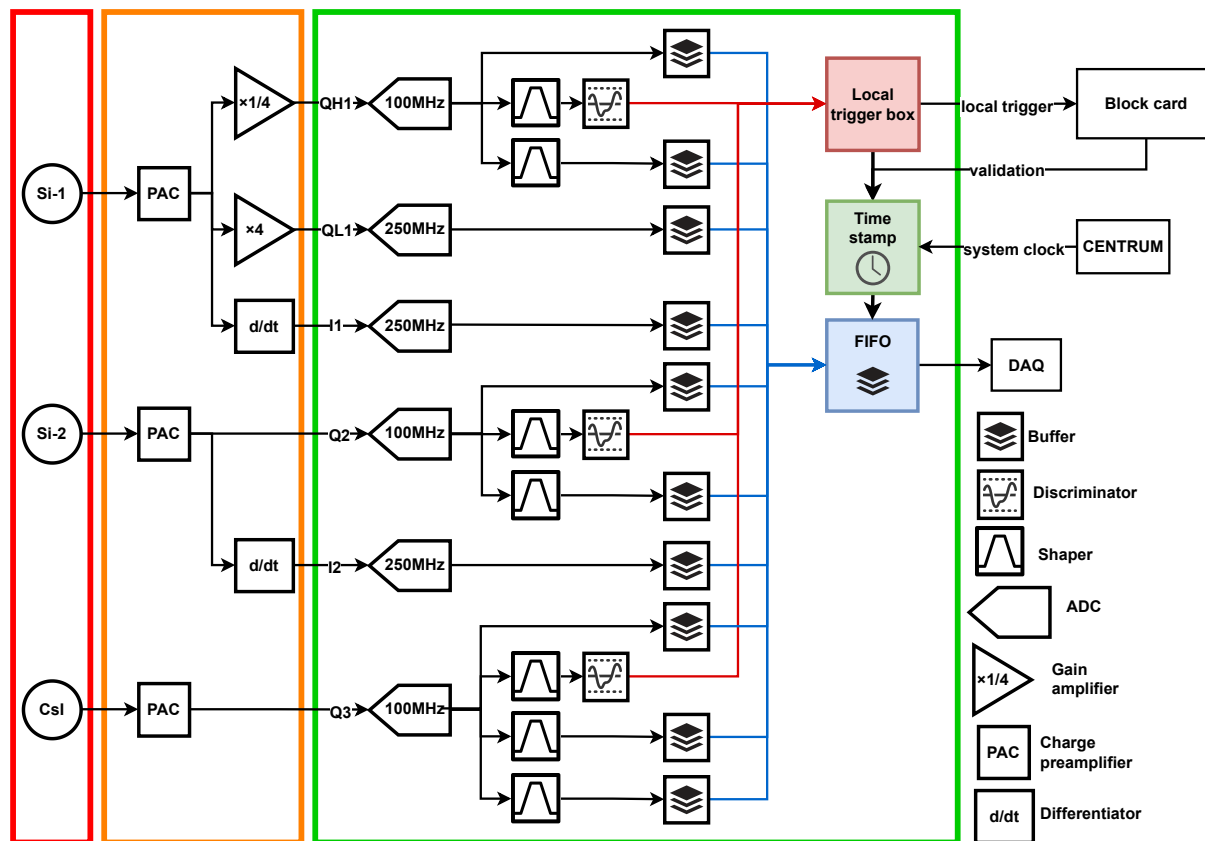 ×1/4
QH1
100MHz
Local
trigger box
local trigger
Block card
validation
Si-1
PAC
×4
QL1
250MHz
Time
stamp
system clock
CENTRUM
d/dt
I1
250MHz
FIFO
DAQ
Si-2
PAC
Q2
100MHz
Buffer
Discriminator
d/dt
I2
250MHz
Shaper
ADC
CsI
PAC
Q3
100MHz
×1/4
Gain
amplifier
PAC
Charge
preamplifier
d/dt
Differentiator